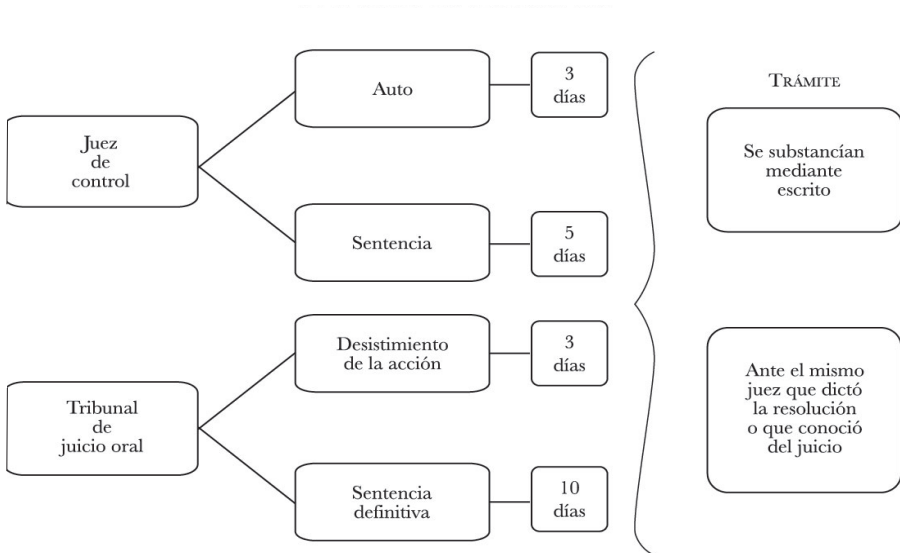 Juez
de
control
Auto
3
días
Sentencia
5
días
Tribunal
de
juicio oral
Desistimiento
de la acción
3
días
Sentencia
definitiva
10
días
TRÁMITE
Se substancían
mediante
escrito
Ante el mismo
juez que dictó
la resolución
o que conoció
del juicio